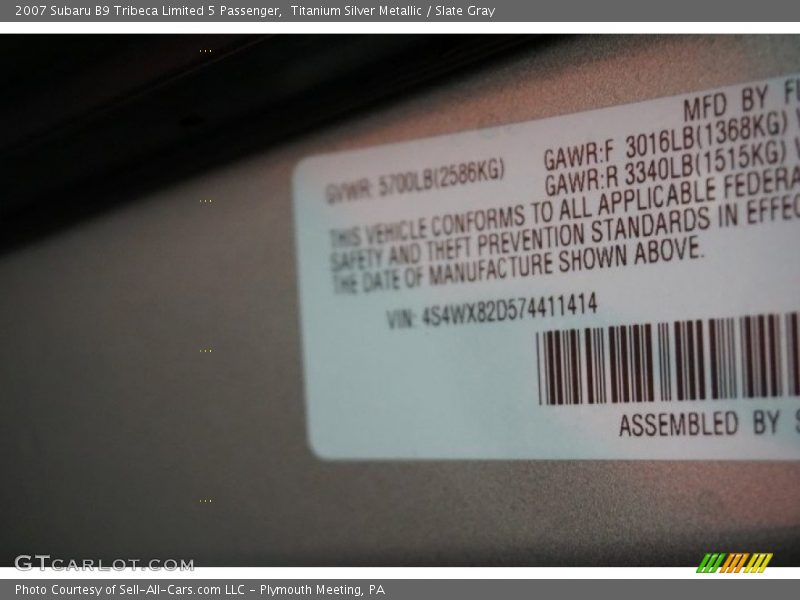 2007 Subaru B9 Tribeca Limited 5 Passenger, Titanium Silver Metallic / Slate Gray
MFD BY FU
GVWR: 5700LB(2586KG) GAWR:F 3016LB(1368KG)
GAWR:R 3340LB(1515KG)
THIS VEHICLE CONFORMS TO ALL APPLICABLE FEDERA
SAFETY AND THEFT PREVENTION STANDARDS IN EFFEC
THE DATE OF MANUFACTURE SHOWN ABOVE.
VIN: 4S4WX82D574411414
ASSEMBLED BY S
GTCARLOT.COM
Photo Courtesy of Sell-All-Cars.com LLC - Plymouth Meeting, PA